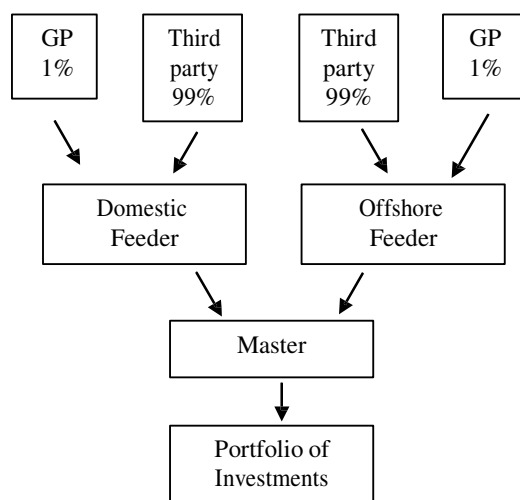 GP
1%
Third
party
99%
Third
party
99%
GP
1%
Domestic
Feeder
Offshore
Feeder
Master
Portfolio of
Investments